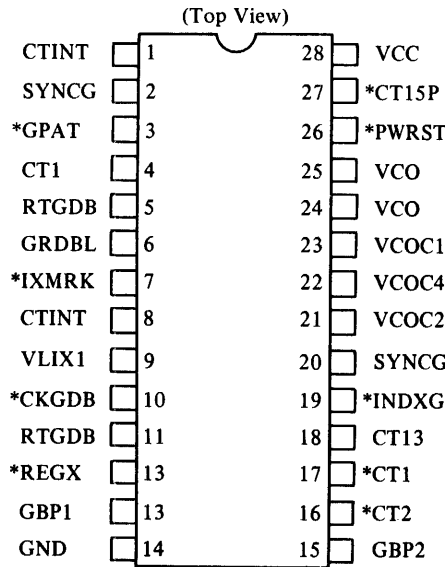 (Top View)
CTINT 1 28 VCC
SYNCG 2 27 *CT15P
*GPAT 3 26 *PWRST
CT1 4 25 VCO
RTGDB 5 24 VCO
GRDBL 6 23 VCOC1
*IXMRK 7 22 VCOC4
CTINT 8 21 VCOC2
VLIX1 9 20 SYNCG
*CKGDB 10 19 *INDXG
RTGDB 11 18 CT13
*REGX 13 17 *CT1
GBP1 13 16 *CT2
GND 14 15 GBP2